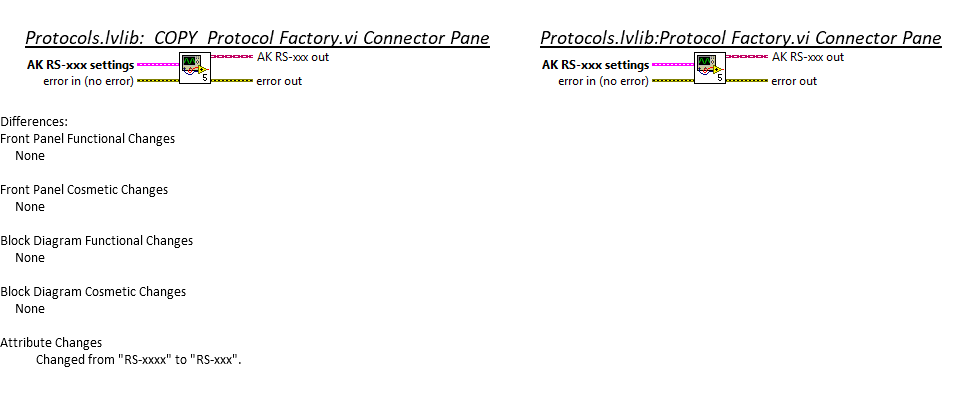 Protocols.lvlib:_COPY_Protocol Factory.vi Connector Pane
AK RS-xxx settings
error in (no error)
AK RS-xxx out
error out
5
Protocols.lvlib:Protocol Factory.vi Connector Pane
AK RS-xxx settings
error in (no error)
AK RS-xxx out
error out
5
Differences:
Front Panel Functional Changes
None
Front Panel Cosmetic Changes
None
Block Diagram Functional Changes
None
Block Diagram Cosmetic Changes
None
Attribute Changes
Changed from "RS-xxxx" to "RS-xxx".